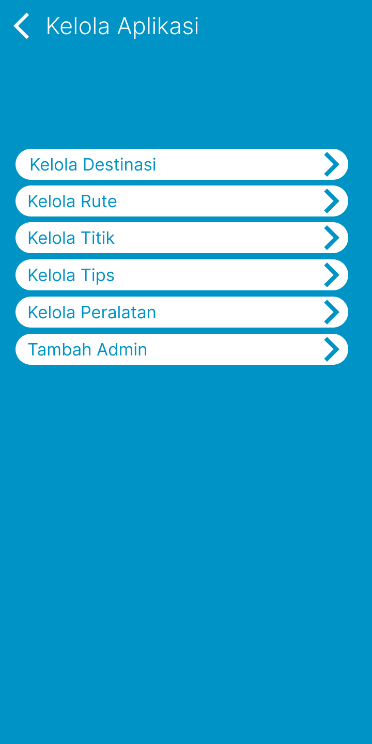 Kelola Aplikasi
Kelola Destinasi
Kelola Rute
Kelola Titik
Kelola Tips
Kelola Peralatan
Tambah Admin